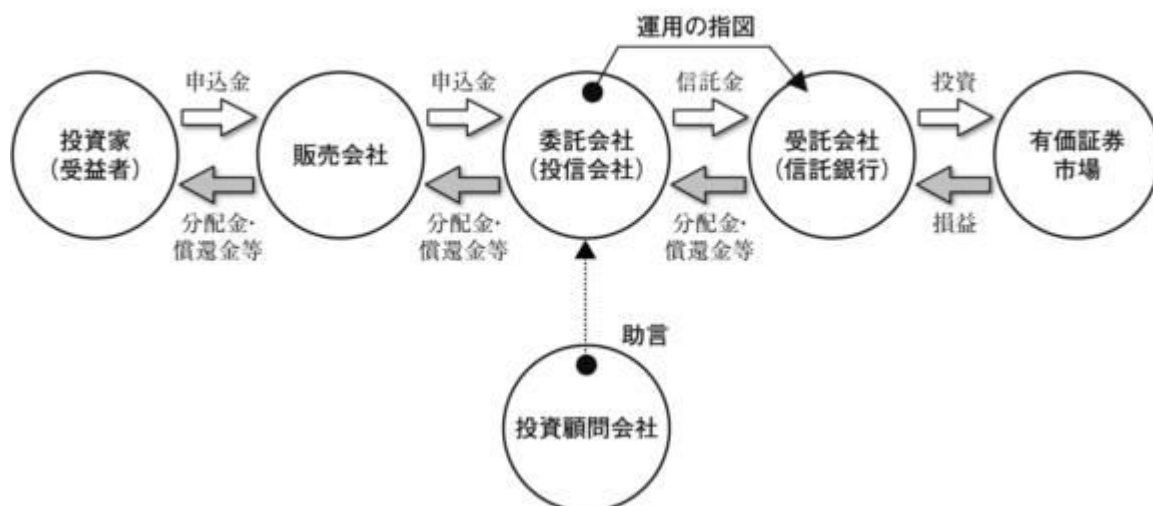 運用の指図
申込金
申込金
信託金
投資
投資家
（受益者）
販売会社
委託会社
（投信会社）
受託会社
（信託銀行）
有価証券
市場
分配金・
償還金等
分配金・
償還金等
分配金・
償還金等
損益
助言
投資顧問会社